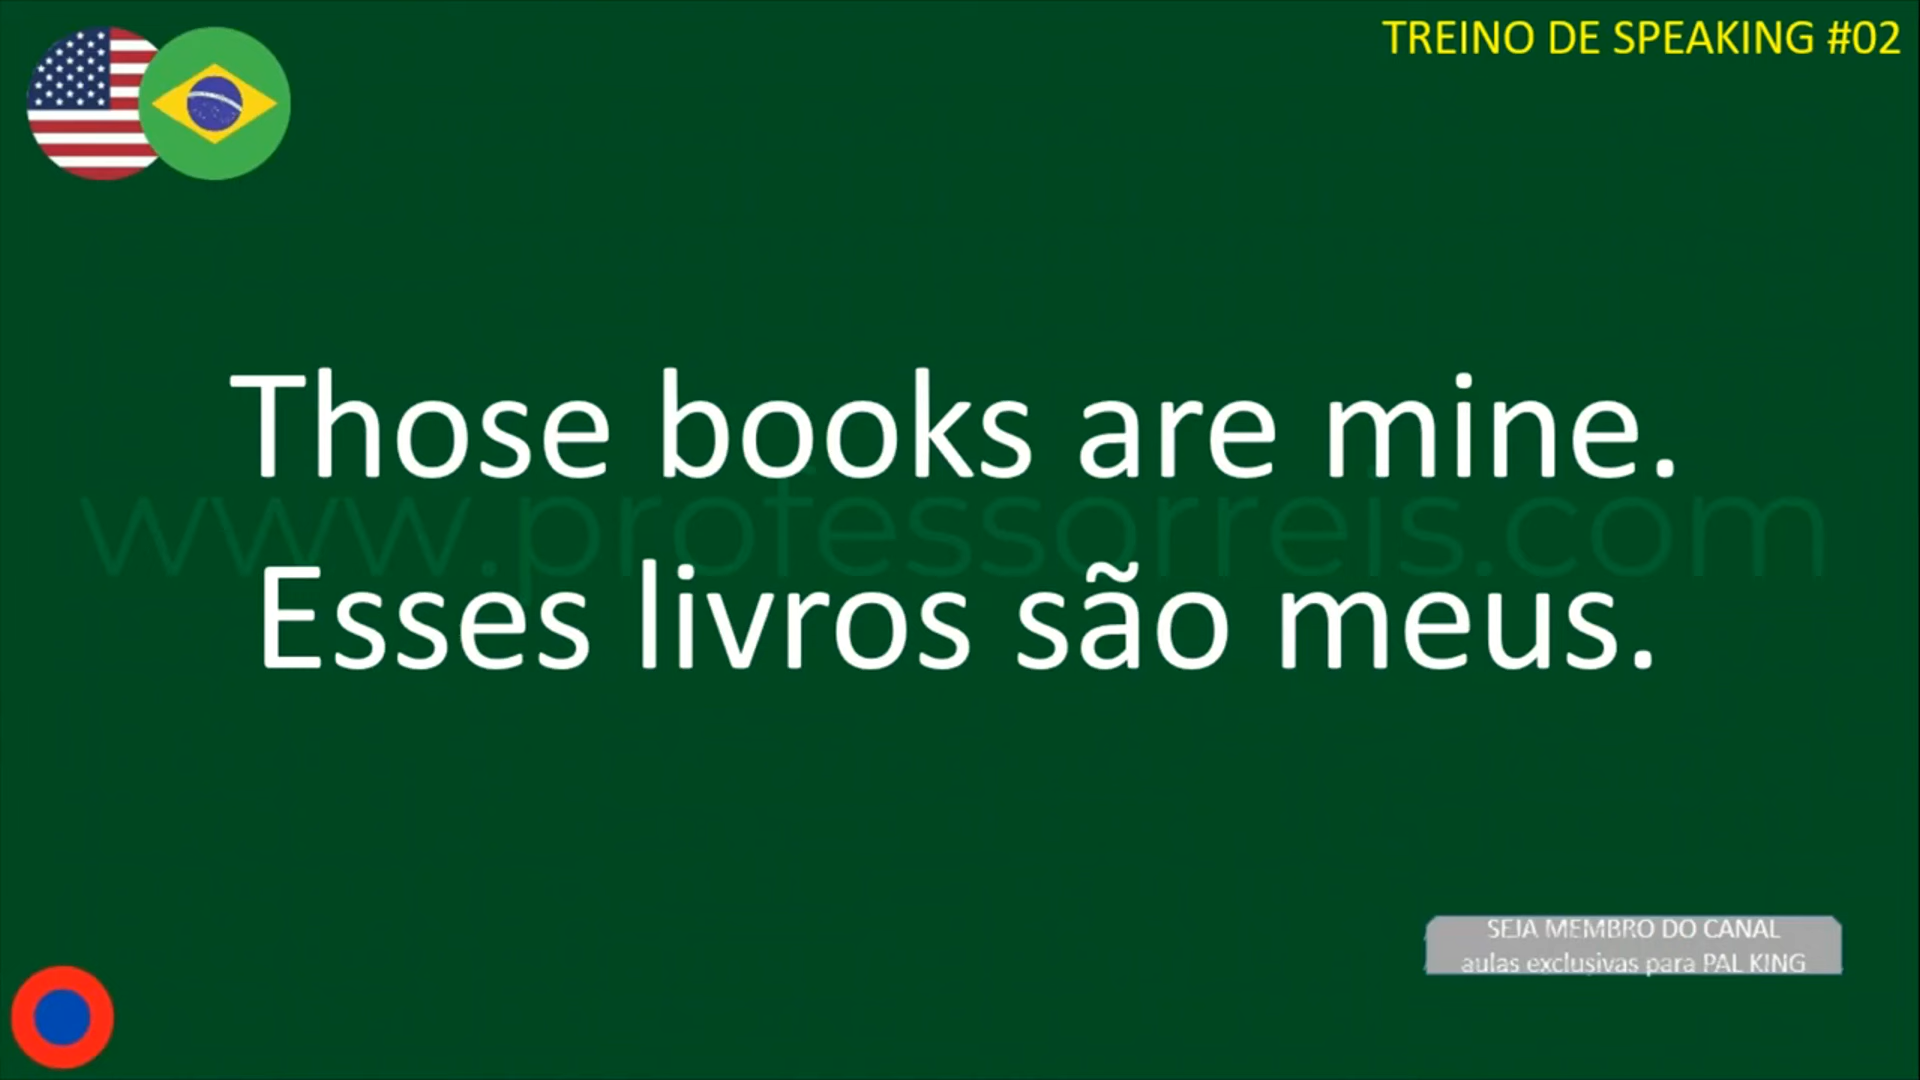 TREINO DE SPEAKING #02
Those books are mine.
www.professorreis.com
Esses livros são meus.
SEJA MEMBRO DO CANAL
aulas exclusivas para PAL KING